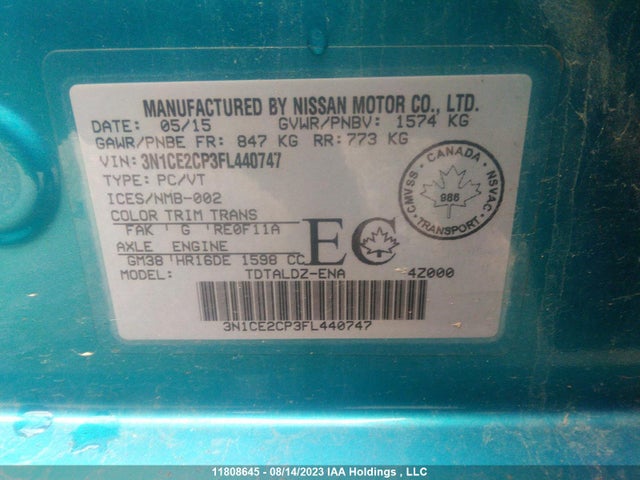 MANUFACTURED BY NISSAN MOTOR CO., LTD.
DATE: 05/15 GVWR/PNBV: 1574 KG
GAWR/PNBE FR: 847 KG RR: 773 KG
VIN: 3N1CE2CP3FL440747
TYPE: PC/VT
ICES/NMB-002
COLOR TRIM TRANS
FAK ' G 'RE0F11A
AXLE ENGINE
GM38 'HR16DE 1598 CC
MODEL: TDTALDZ-ENA 4Z000
EC
CANADA
CMVSS 986 NSVAC
TRANSPORT
3N1CE2CP3FL440747
11808645 - 08/14/2023 IAA Holdings , LLC